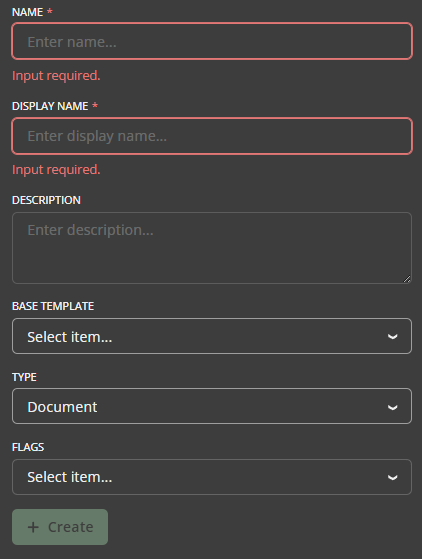 NAME *
Enter name...
Input required.
DISPLAY NAME *
Enter display name...
Input required.
DESCRIPTION
Enter description...
BASE TEMPLATE
Select item...
TYPE
Document
FLAGS
Select item...
+ Create